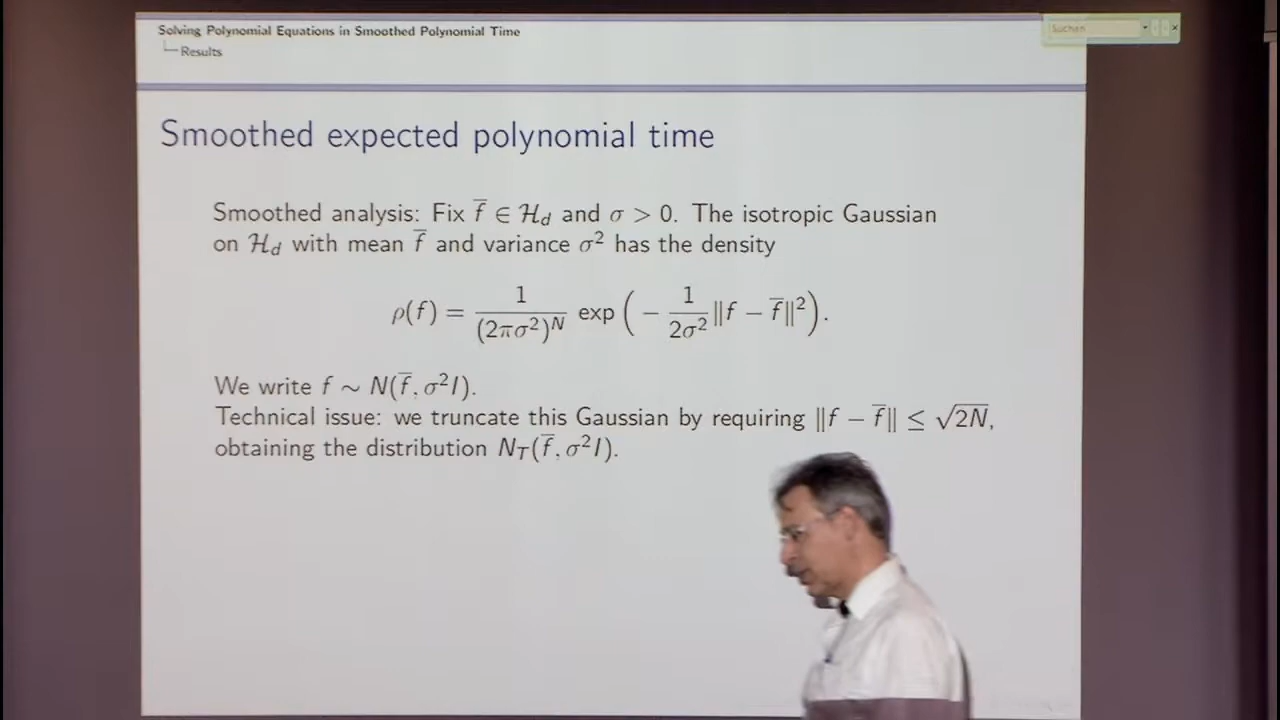 Solving Polynomial Equations in Smoothed Polynomial Time
Results
Suchen
Smoothed expected polynomial time
Smoothed analysis: Fix f̅ ∈ ℋ_d and σ > 0. The isotropic Gaussian
on ℋ_d with mean f̅ and variance σ² has the density
ρ(f) = 1/(2πσ²)^N exp ( − 1/(2σ²) ‖f − f̅‖² ).
We write f ∼ N(f̅, σ²I).
Technical issue: we truncate this Gaussian by requiring ‖f − f̅‖ ≤ √2N,
obtaining the distribution N_T(f̅, σ²I).